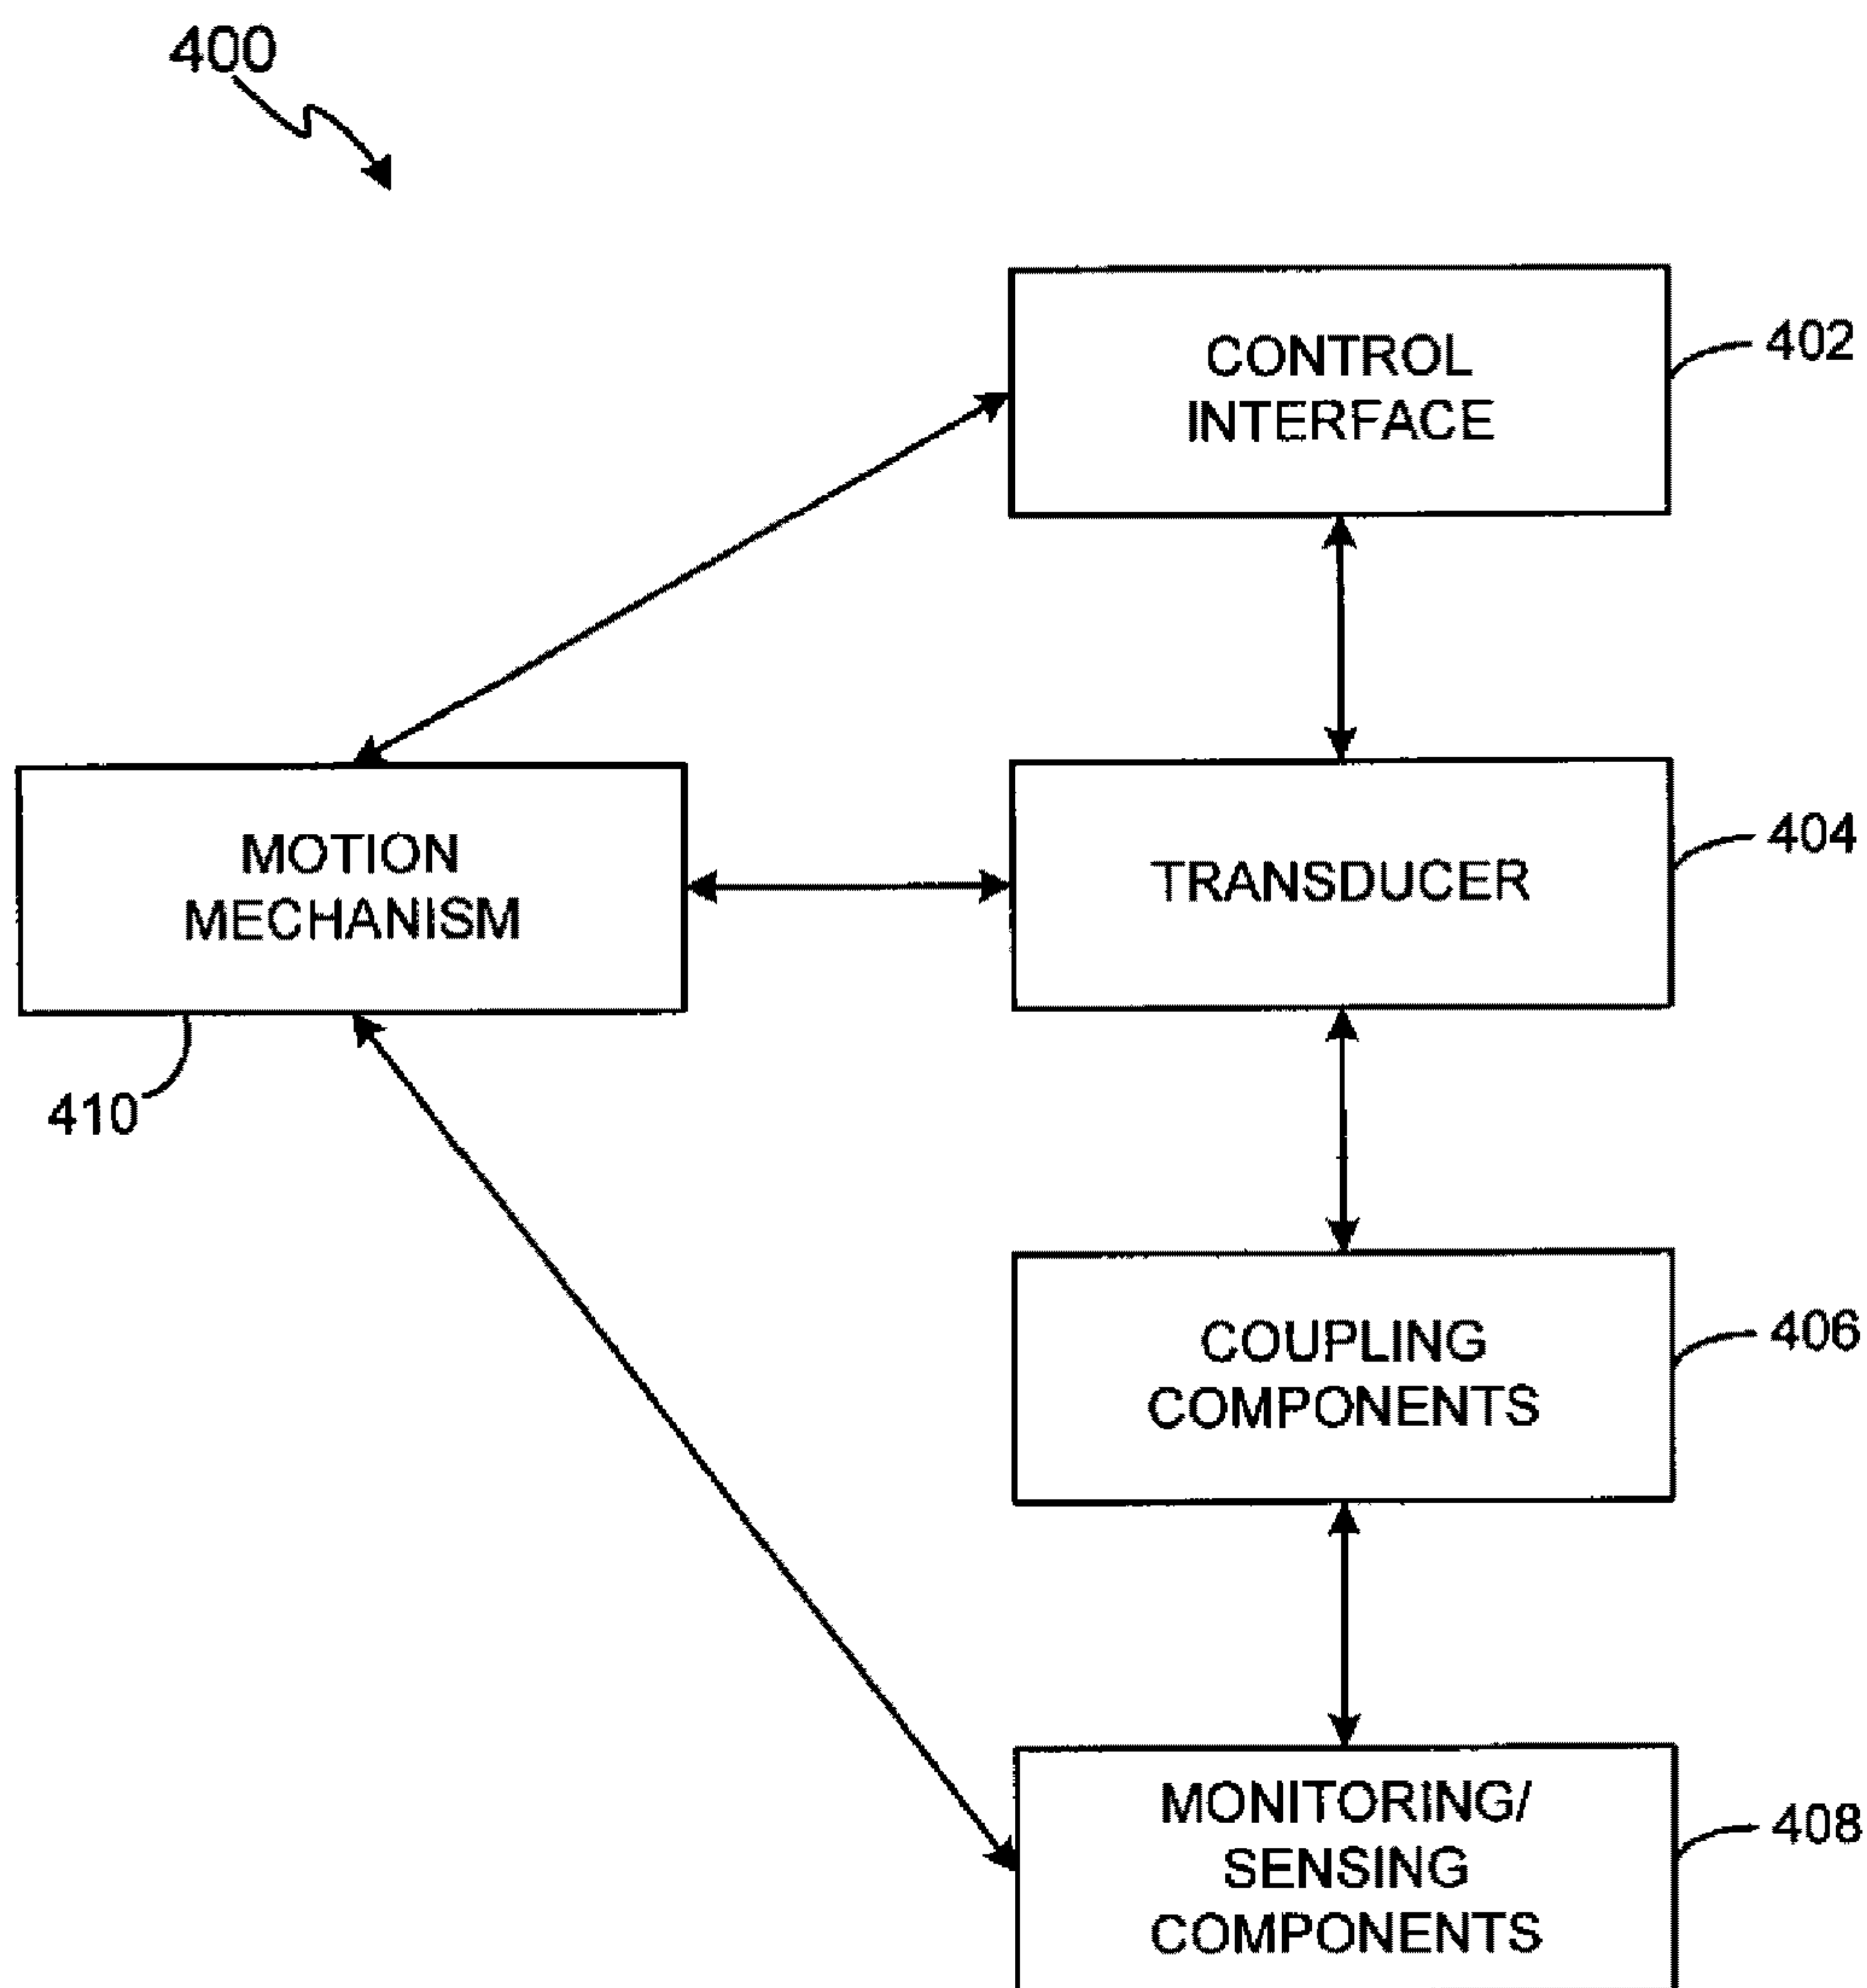 400
CONTROL
INTERFACE
402
MOTION
MECHANISM
410
TRANSDUCER
404
COUPLING
COMPONENTS
406
MONITORING/
SENSING
COMPONENTS
408